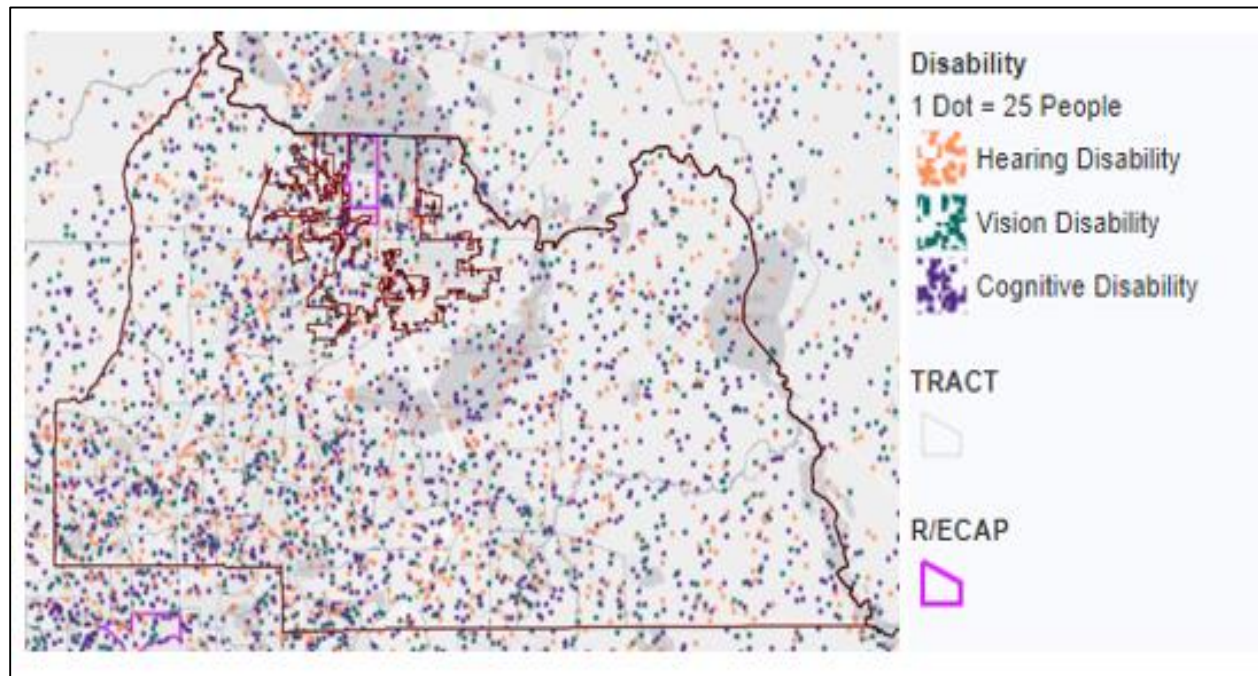 Disability
1 Dot = 25 People
Hearing Disability
Vision Disability
Cognitive Disability
TRACT
R/ECAP